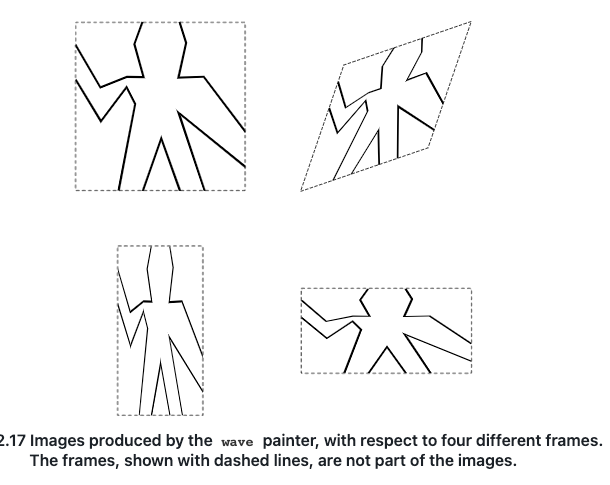 2.17 Images produced by the wave painter, with respect to four different frames.
The frames, shown with dashed lines, are not part of the images.